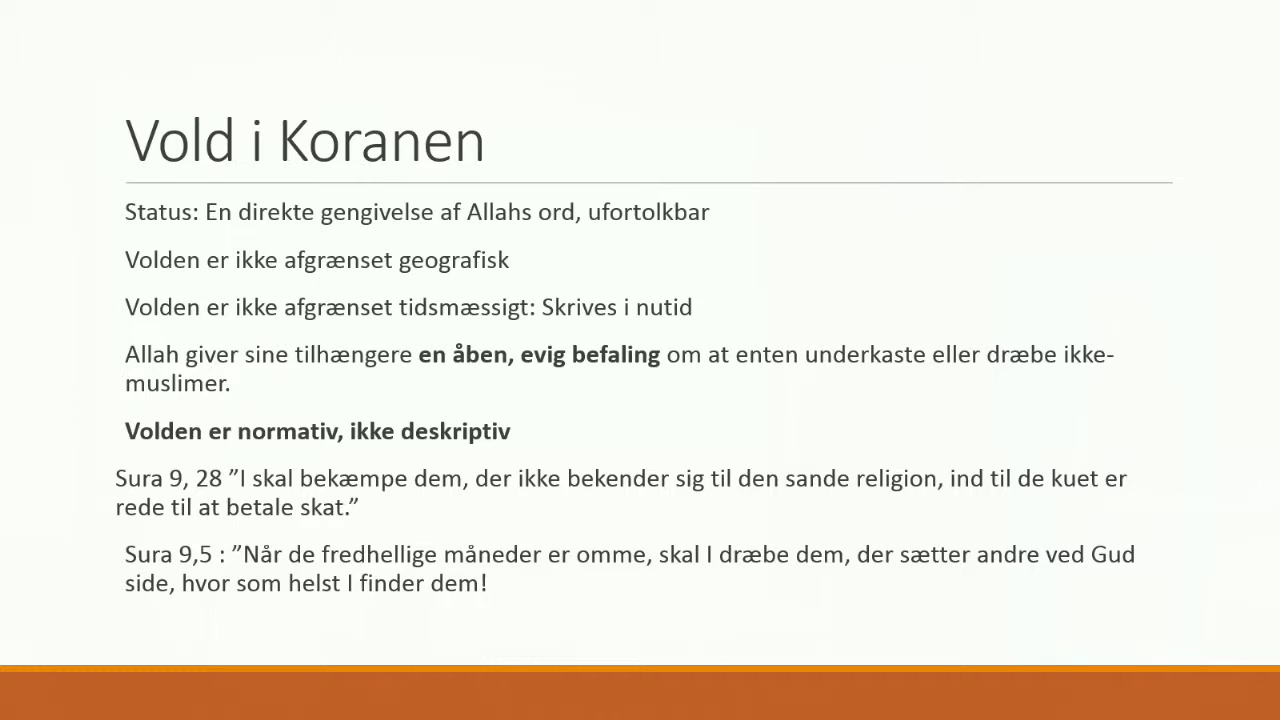 Vold i Koranen
Status: En direkte gengivelse af Allahs ord, ufortolkbar
Volden er ikke afgrænset geografisk
Volden er ikke afgrænset tidsmæssigt: Skrives i nutid
Allah giver sine tilhængere en åben, evig befaling om at enten underkaste eller dræbe ikke-
muslimer.
Volden er normativ, ikke deskriptiv
Sura 9, 28 ”I skal bekæmpe dem, der ikke bekender sig til den sande religion, ind til de kuet er
rede til at betale skat.”
Sura 9,5 : ”Når de fredhellige måneder er omme, skal I dræbe dem, der sætter andre ved Gud
side, hvor som helst I finder dem!